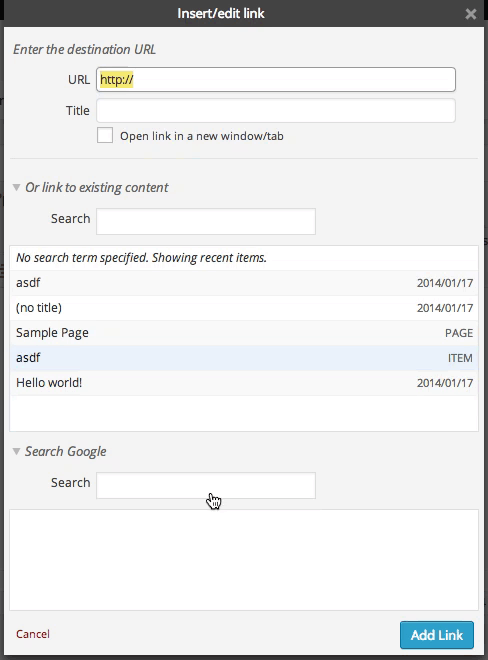 Insert/edit link
Enter the destination URL
URL http://
Title
Open link in a new window/tab
Or link to existing content
Search
No search term specified. Showing recent items.
asdf 2014/01/17
(no title) 2014/01/17
Sample Page PAGE
asdf ITEM
Hello world! 2014/01/17
Search Google
Search
Cancel Add Link